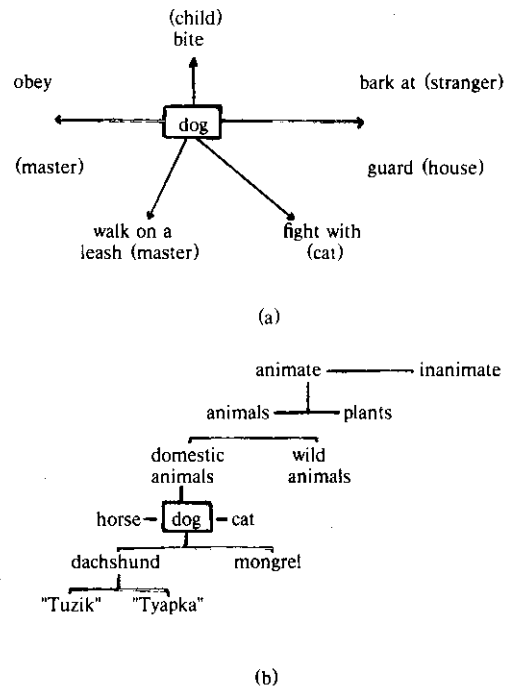 (child)
bite
obey
bark at (stranger)
dog
(master)
guard (house)
walk on a
leash (master)
fight with
(cat)
(a)
animate
inanimate
animals
plants
domestic
animals
wild
animals
horse
dog
cat
dachshund
mongrel
"Tuzik"
"Tyapka"
(b)